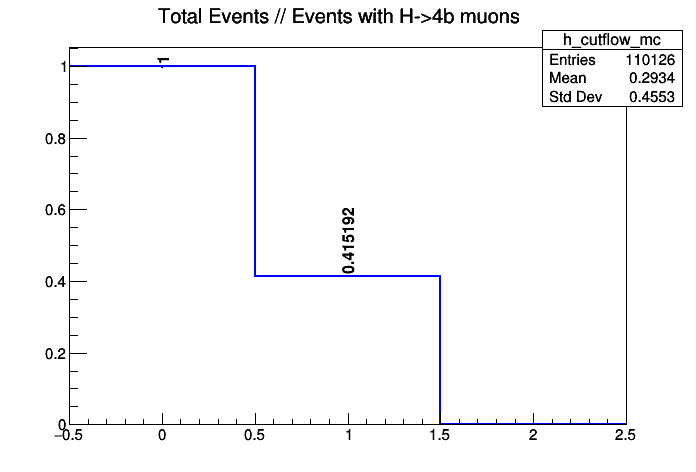 Total Events // Events with H->4b muons
h_cutflow_mc
Entries 110126
Mean 0.2934
Std Dev 0.4553
1
0.8
0.6
0.4
0.2
0
1
0.415192
−0.5 0 0.5 1 1.5 2 2.5